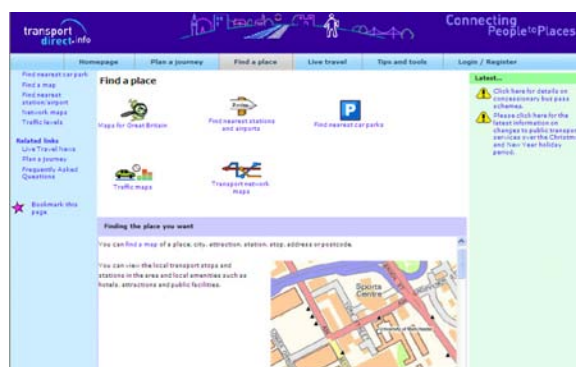 transport
direct.info
Connecting
PeopletoPlaces
Homepage
Plan a journey
Find a place
Live travel
Tips and tools
Login / Register
Find nearest car park
Find a map
Find nearest
station/airport
Network maps
Traffic levels
Related links
Live Travel News
Plan a journey
Frequently Asked
Questions
Bookmark this
page
Find a place
Maps for Great Britain
Find nearest stations
and airports
Find nearest car parks
Traffic maps
Transport network
maps
Finding the place you want
You can find a map of a place, city, attraction, station, stop, address or postcode.
You can view the local transport stops and
stations in the area and local amenities such as
hotels, attractions and public facilities.
Sports
Centre
Latest...
Click here for details on
concessionary bus pass
schemes.
Please click here for the
latest information on
changes to public transport
services over the Christmas
and New Year holiday
period.